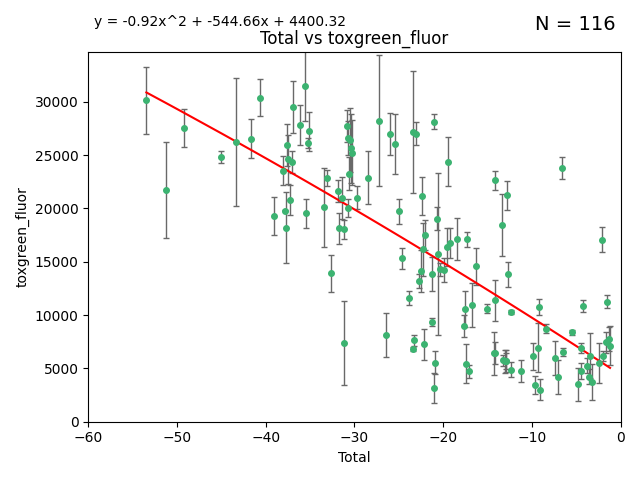 y = -0.92x^2 + -544.66x + 4400.32
N = 116
Total vs toxgreen_fluor
toxgreen_fluor
30000
25000
20000
15000
10000
5000
0
−60
−50
−40
−30
−20
−10
0
Total